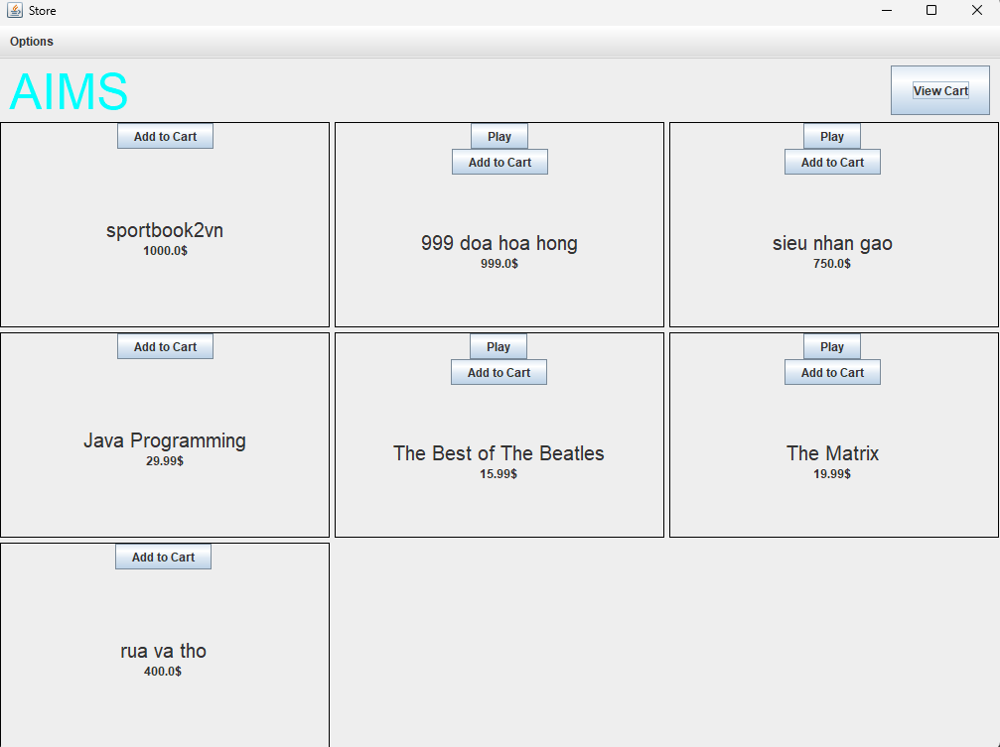 Store
Options
AIMS
View Cart
Add to Cart
sportbook2vn
1000.0$
Play
Add to Cart
999 doa hoa hong
999.0$
Play
Add to Cart
sieu nhan gao
750.0$
Add to Cart
Java Programming
29.99$
Play
Add to Cart
The Best of The Beatles
15.99$
Play
Add to Cart
The Matrix
19.99$
Add to Cart
rua va tho
400.0$